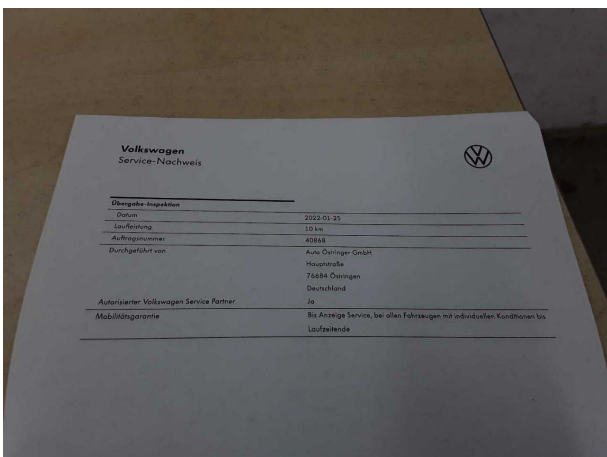 Volkswagen
Service-Nachweis
Übergabe-Inspektion
Datum 2022-01-25
Laufleistung 10 km
Auftragsnummer 40868
Durchgeführt von Auto Östringer GmbH
Hauptstraße
76684 Östringen
Deutschland
Autorisierter Volkswagen Service Partner Ja
Mobilitätsgarantie Bis Anzeige Service, bei allen Fahrzeugen mit individuellen Konditionen bis
Laufzeitende